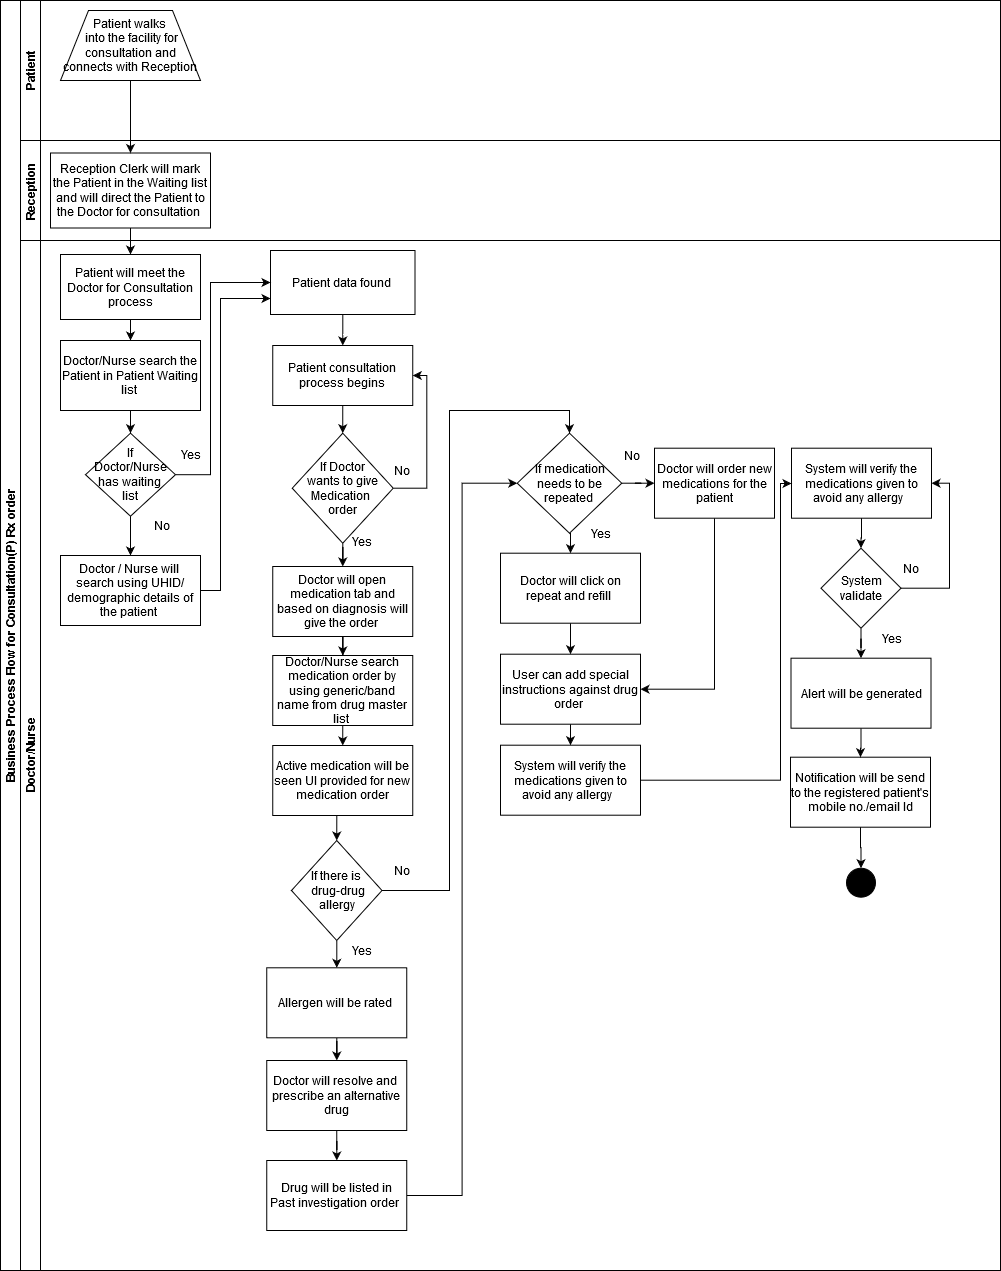 Business Process Flow for Consultation(P) Rx order
Patient
Patient walks
into the facility for
consultation and
connects with Reception
Reception
Reception Clerk will mark
the Patient in the Waiting list
and will direct the Patient to
the Doctor for consultation
Doctor/Nurse
Patient will meet the
Doctor for Consultation
process
Doctor/Nurse search the
Patient in Patient Waiting
list
If
Doctor/Nurse
has waiting
list
Yes
No
Doctor / Nurse will
search using UHID/
demographic details of
the patient
Patient data found
Patient consultation
process begins
If Doctor
wants to give
Medication
order
No
Yes
Doctor will open
medication tab and
based on diagnosis will
give the order
Doctor/Nurse search
medication order by
using generic/band
name from drug master
list
Active medication will be
seen UI provided for new
medication order
If there is
drug-drug
allergy
No
Yes
Allergen will be rated
Doctor will resolve and
prescribe an alternative
drug
Drug will be listed in
Past investigation order
If medication
needs to be
repeated
No
Yes
Doctor will order new
medications for the
patient
Doctor will click on
repeat and refill
User can add special
instructions against drug
order
System will verify the
medications given to
avoid any allergy
System will verify the
medications given to
avoid any allergy
System
validate
No
Yes
Alert will be generated
Notification will be send
to the registered patient's
mobile no./email Id